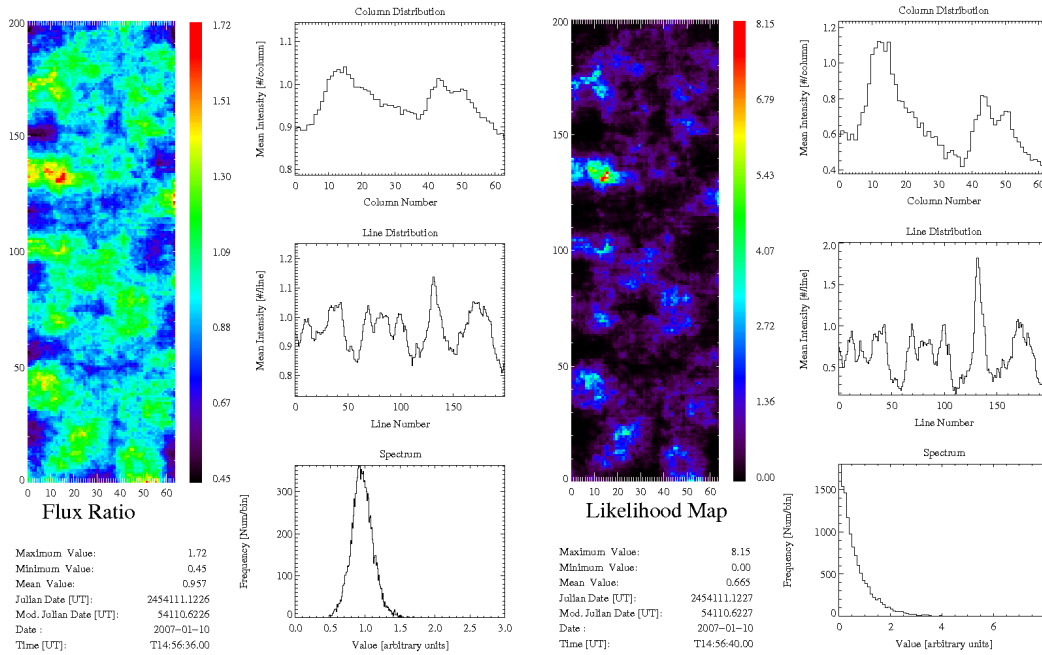 200
150
100
50
0
0 10 20 30 40 50 60
1.72
1.51
1.30
1.09
0.88
0.67
0.45
Flux Ratio
Maximum Value: 1.72
Minimum Value: 0.45
Mean Value: 0.957
Julian Date [UT]: 2454111.1226
Mod. Julian Date [UT]: 54110.6226
Date : 2007-01-10
Time [UT]: T14:56:36.00
Column Distribution
Mean Intensity [#/column]
1.1
1.0
0.9
0.8
0 10 20 30 40 50 60
Column Number
Line Distribution
Mean Intensity [#/line]
1.2
1.1
1.0
0.9
0.8
0 50 100 150
Line Number
Spectrum
Frequency [Num/bin]
300
200
100
0
0.0 0.5 1.0 1.5 2.0 2.5 3.0
Value [arbitrary units]
200
150
100
50
0
0 10 20 30 40 50 60
8.15
6.79
5.43
4.07
2.72
1.36
0.00
Likelihood Map
Maximum Value: 8.15
Minimum Value: 0.00
Mean Value: 0.665
Julian Date [UT]: 2454111.1227
Mod. Julian Date [UT]: 54110.6227
Date : 2007-01-10
Time [UT]: T14:56:40.00
Column Distribution
Mean Intensity [#/column]
1.2
1.0
0.8
0.6
0.4
0 10 20 30 40 50 60
Column Number
Line Distribution
Mean Intensity [#/line]
2.0
1.5
1.0
0.5
0 50 100 150
Line Number
Spectrum
Frequency [Num/bin]
1500
1000
500
0
0 2 4 6
Value [arbitrary units]